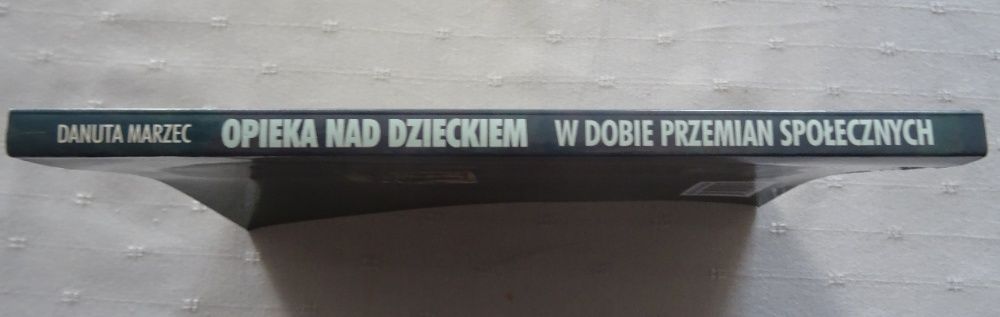 DANUTA MARZEC OPIEKA NAD DZIECKIEM W DOBIE PRZEMIAN SPOŁECZNYCH